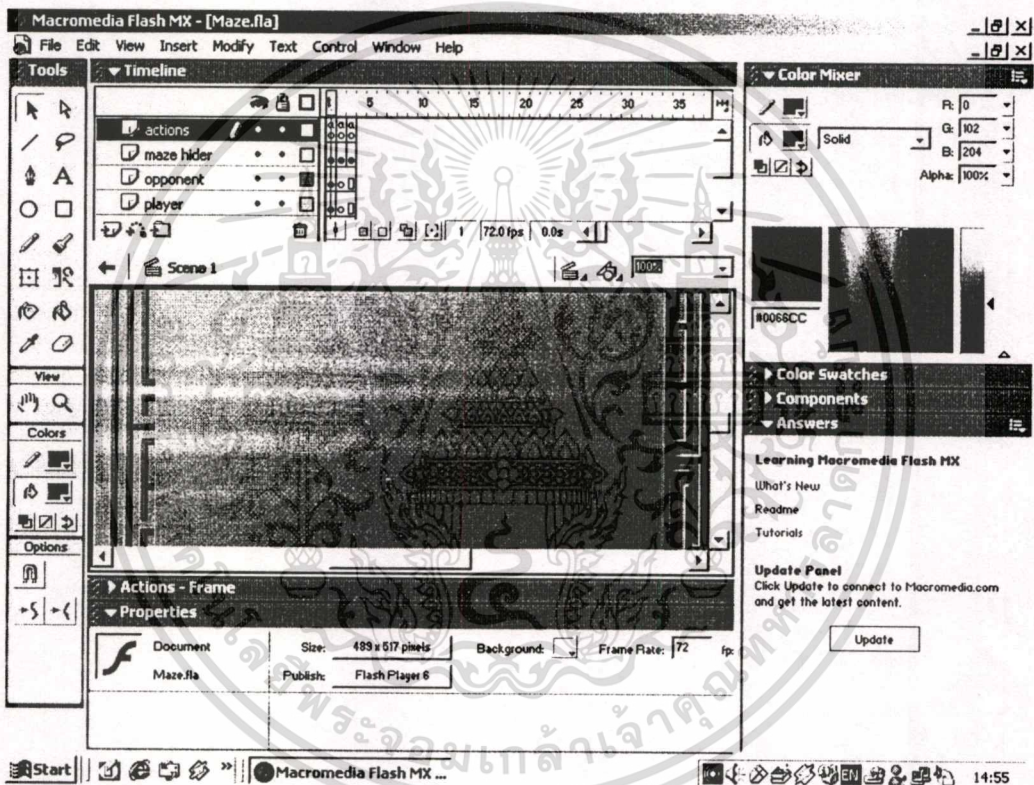 Macromedia Flash MX - [Maze.fla]
File Edit View Insert Modify Text Control Window Help
Tools
Timeline
1 5 10 15 20 25 30 35
actions
maze hider
opponent
player
1 72.0 fps 0.0s
Scene 1
100%
View
Colors
Options
Actions - Frame
Properties
Document
Maze.fla
Size: 489 x 517 pixels
Background:
Frame Rate: 72 fp:
Publish: Flash Player 6
Color Mixer
R: 0
Solid
G: 102
B: 204
Alpha: 100%
#0066CC
Color Swatches
Components
Answers
Learning Macromedia Flash MX
What's New
Readme
Tutorials
Update Panel
Click Update to connect to Macromedia.com
and get the latest content.
Update
Start
Macromedia Flash MX ...
EN
14:55